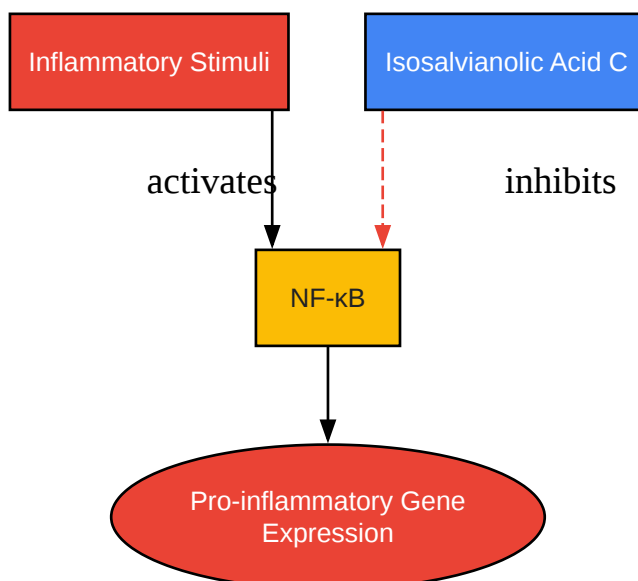 Inflammatory Stimuli
Isosalvianolic Acid C
activates
inhibits
NF-κB
Pro-inflammatory Gene
Expression